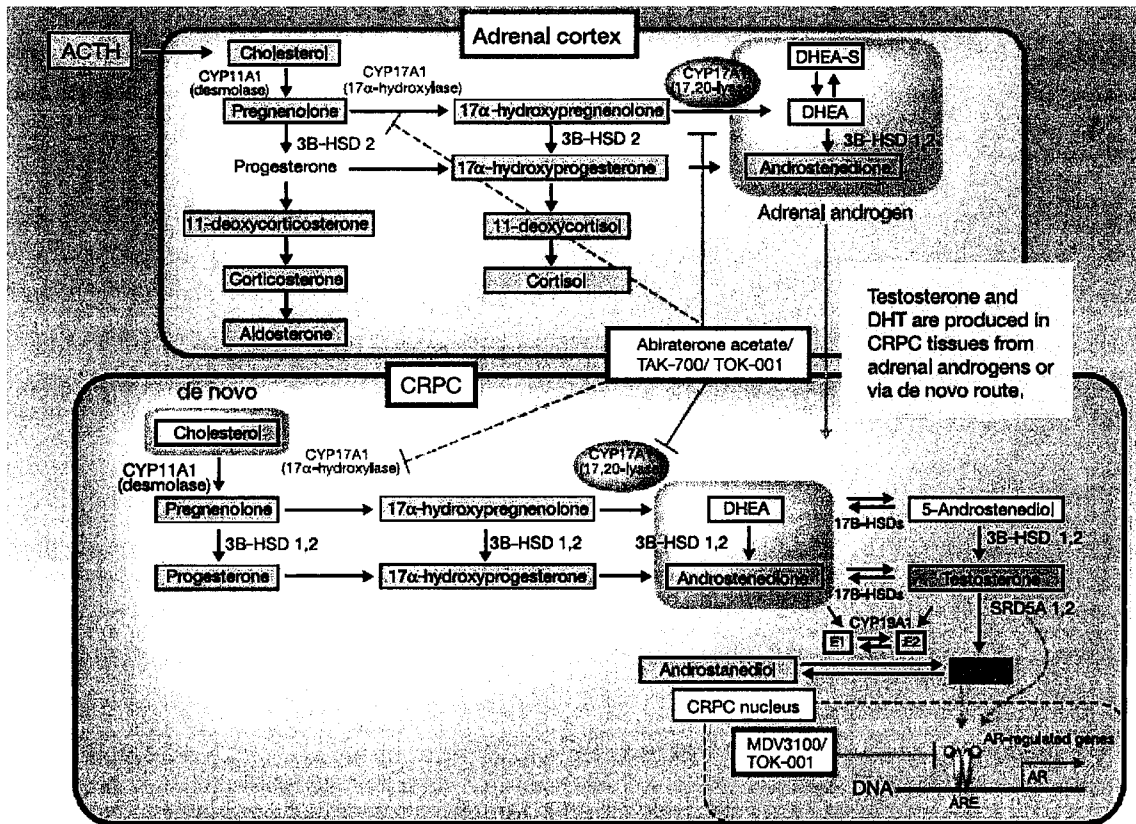 Adrenal cortex
ACTH
Cholesterol
CYP11A1
(desmolase)
CYP17A1
(17α-hydroxylase)
CYP17A1
(17,20-lyase)
DHEA-S
DHEA
Pregnenolone
17α-hydroxypregnenolone
3B-HSD 2
3B-HSD 2
3B-HSD 1,2
Progesterone
17α-hydroxyprogesterone
Androstenedione
Adrenal androgen
11-deoxycorticosterone
11-deoxycortisol
Corticosterone
Cortisol
Aldosterone
Abiraterone acetate/
TAK-700/ TOK-001
Testosterone and
DHT are produced in
CRPC tissues from
adrenal androgens or
via de novo route.
CRPC
de novo
Cholesterol
CYP11A1
(desmolase)
CYP17A1
(17α-hydroxylase)
CYP17A1
(17,20-lyase)
Pregnenolone
17α-hydroxypregnenolone
DHEA
17B-HSDs
5-Androstenediol
3B-HSD 1,2
3B-HSD 1,2
3B-HSD 1,2
3B-HSD 1,2
Progesterone
17α-hydroxyprogesterone
Androstenedione
17B-HSDs
Testosterone
SRD5A 1,2
CYP19A1
E1
E2
Androstanediol
CRPC nucleus
MDV3100/
TOK-001
AR-regulated genes
AR
DNA
ARE